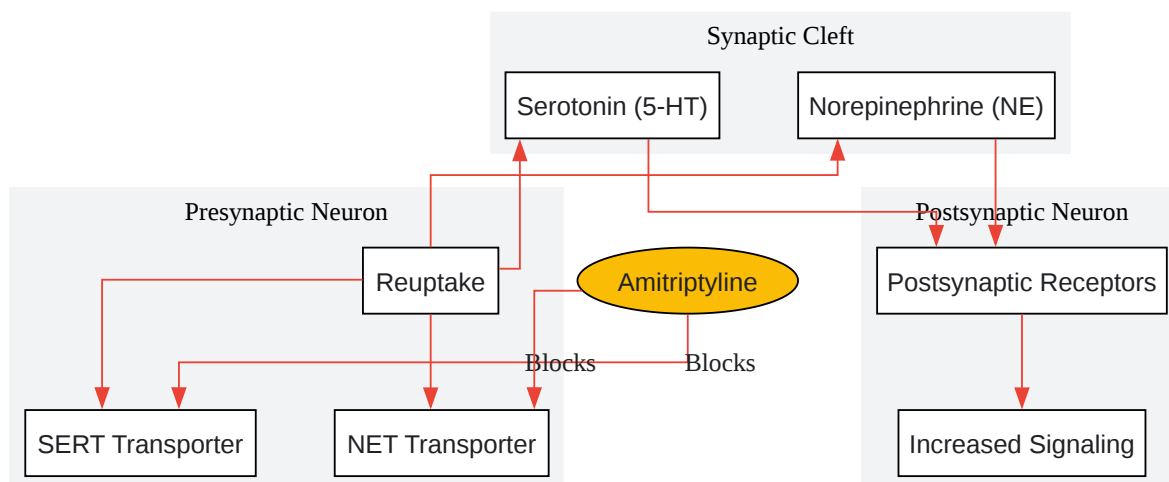 Synaptic Cleft
Serotonin (5-HT)
Norepinephrine (NE)
Presynaptic Neuron
Postsynaptic Neuron
Reuptake
Amitriptyline
Postsynaptic Receptors
Blocks
Blocks
SERT Transporter
NET Transporter
Increased Signaling